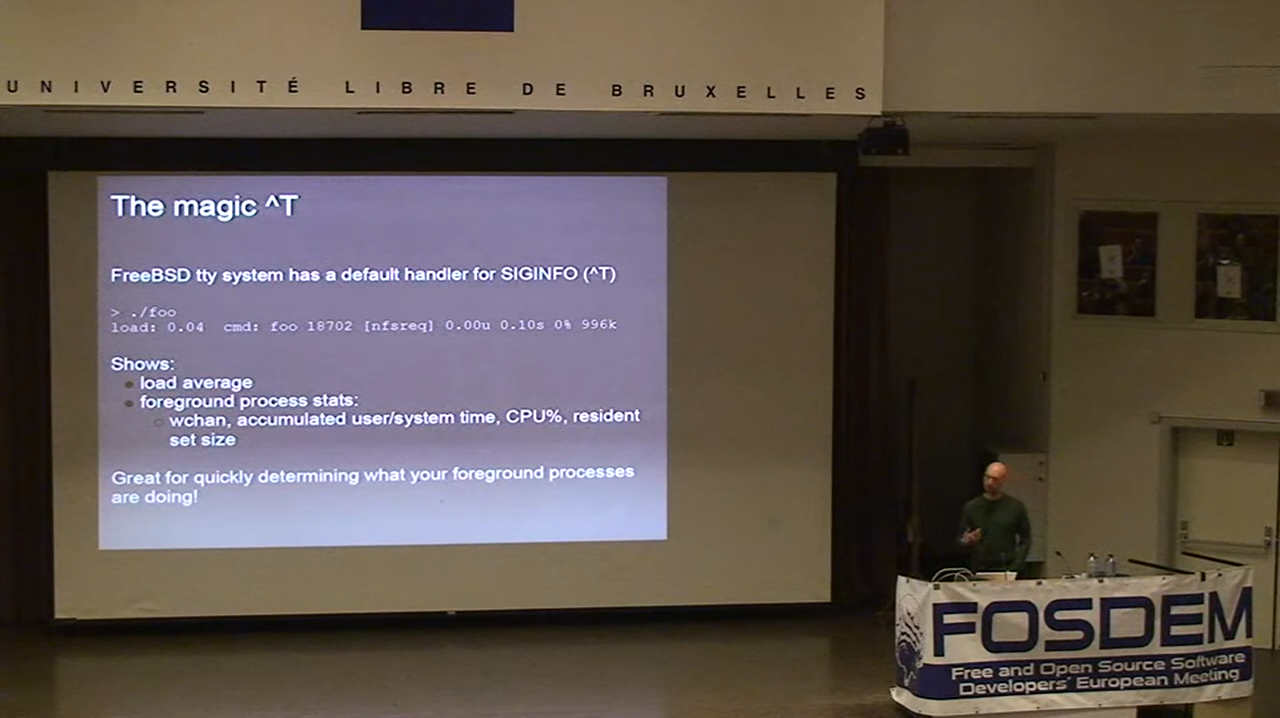 UNIVERSITÉ LIBRE DE BRUXELLES
The magic ^T
FreeBSD tty system has a default handler for SIGINFO (^T)
> ./foo
load: 0.04 cmd: foo 18702 [nfsreq] 0.00u 0.10s 0% 996k
Shows:
load average
foreground process stats:
wchan, accumulated user/system time, CPU%, resident
set size
Great for quickly determining what your foreground processes
are doing!
FOSDEM
Free and Open Source Software
Developers' European Meeting